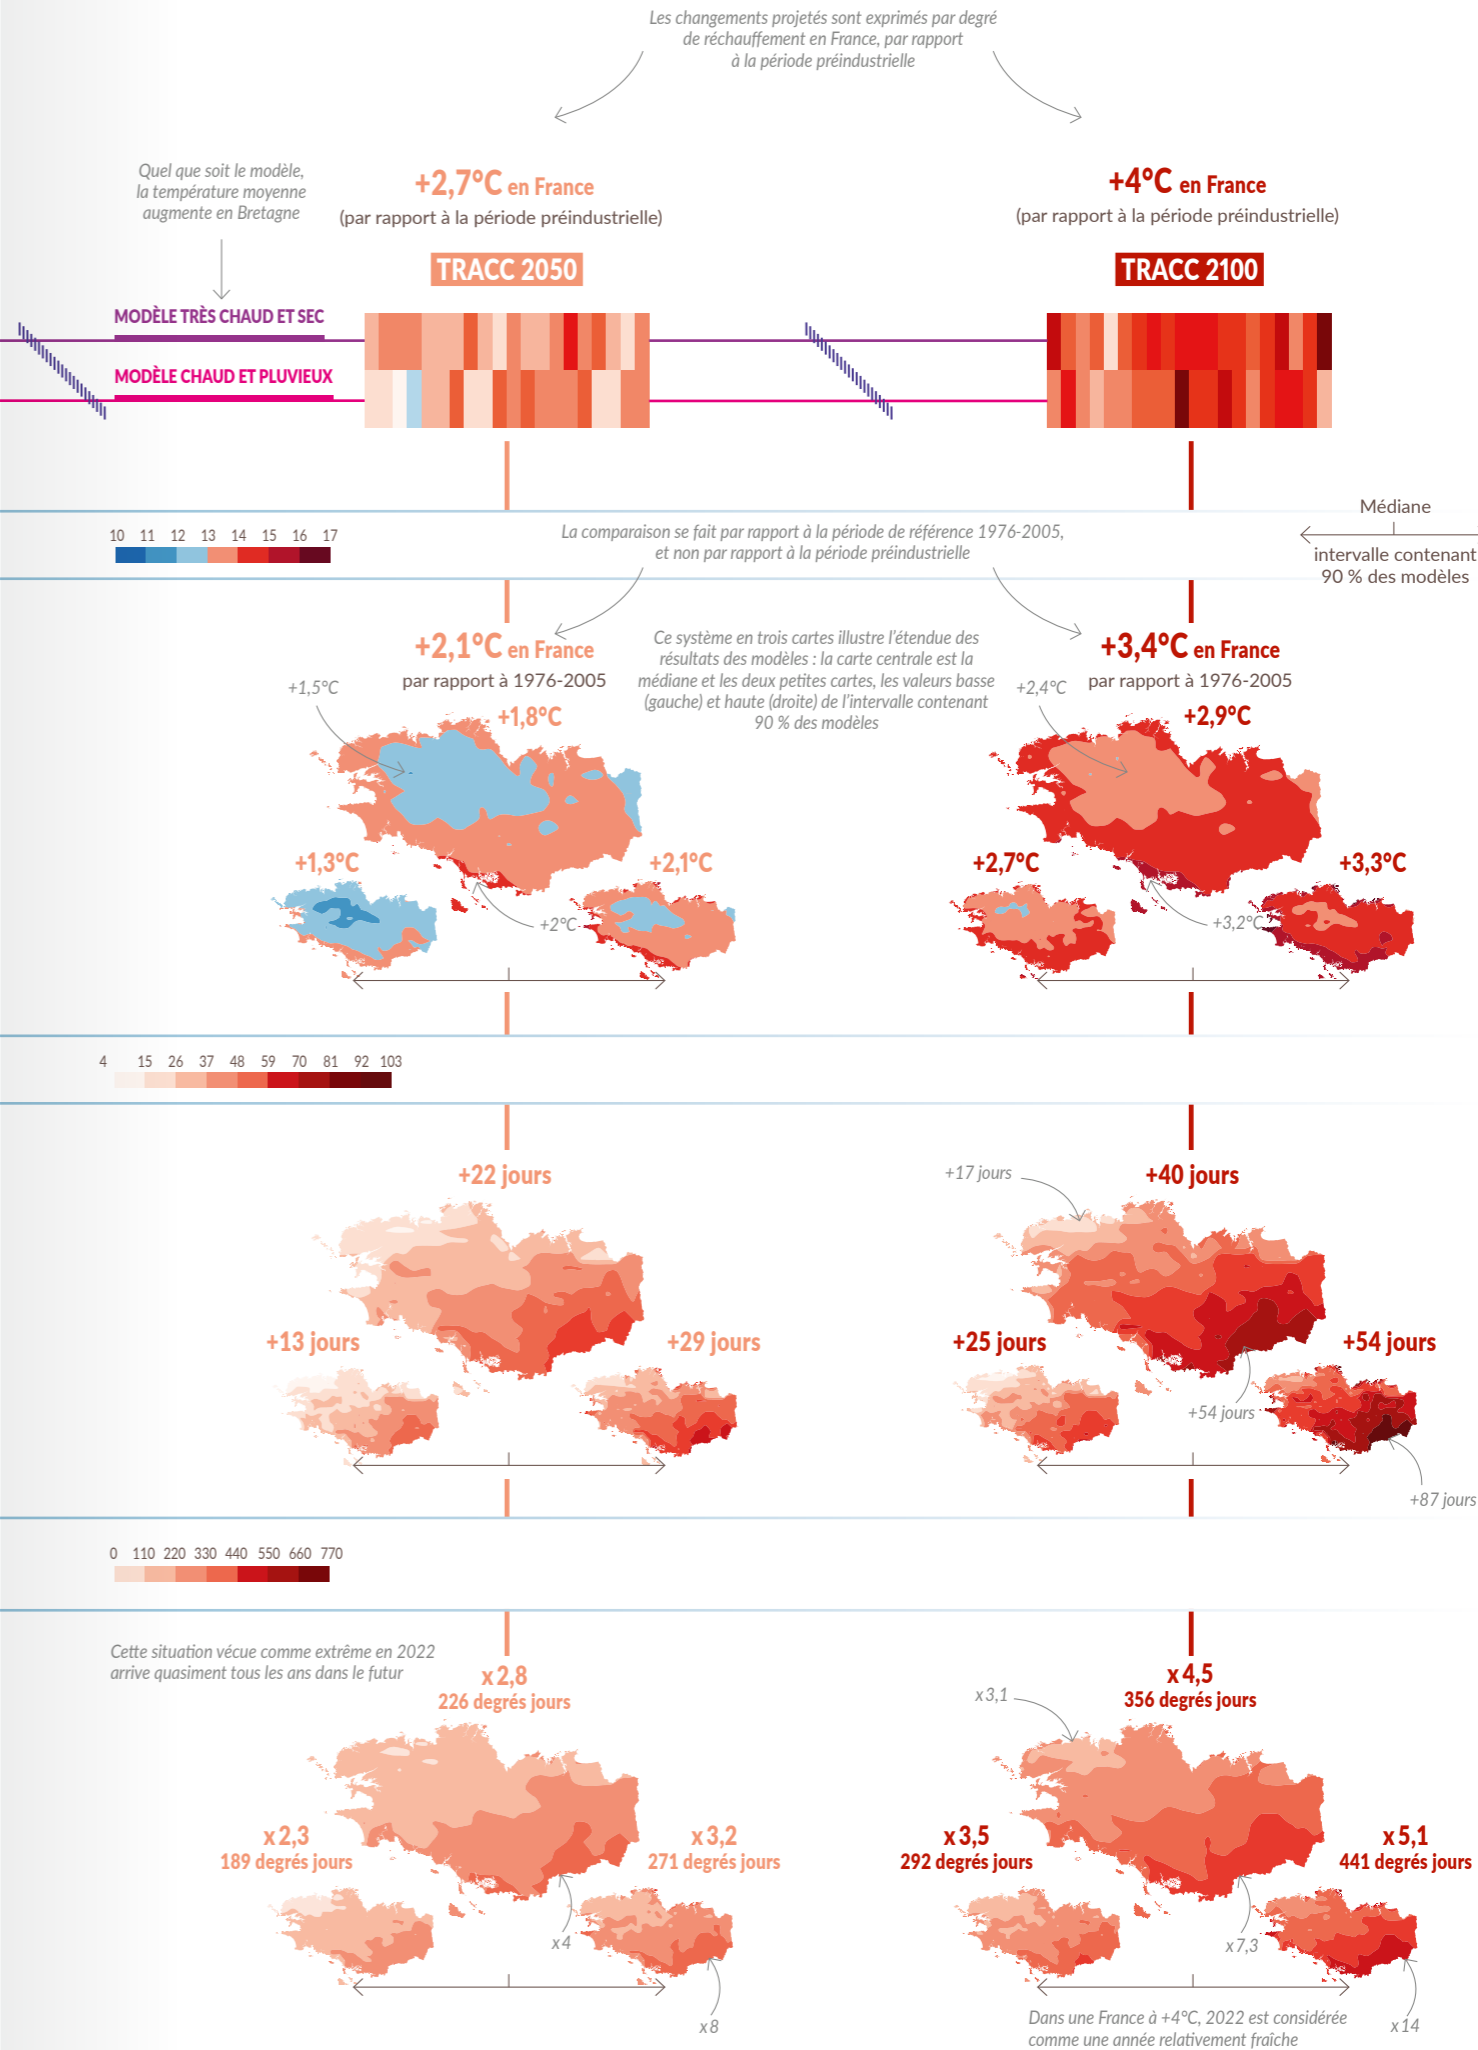 Les changements projetés sont exprimés par degré
de réchauffement en France, par rapport
à la période préindustrielle
Quel que soit le modèle,
la température moyenne
augmente en Bretagne
+2,7°C en France
(par rapport à la période préindustrielle)
TRACC 2050
+4°C en France
(par rapport à la période préindustrielle)
TRACC 2100
MODÈLE TRÈS CHAUD ET SEC
MODÈLE CHAUD ET PLUVIEUX
10 11 12 13 14 15 16 17
La comparaison se fait par rapport à la période de référence 1976-2005,
et non par rapport à la période préindustrielle
Médiane
intervalle contenant
90 % des modèles
+2,1°C en France
par rapport à 1976-2005
Ce système en trois cartes illustre l'étendue des
résultats des modèles : la carte centrale est la
médiane et les deux petites cartes, les valeurs basse
(gauche) et haute (droite) de l'intervalle contenant
90 % des modèles
+3,4°C en France
par rapport à 1976-2005
+1,5°C
+1,8°C
+1,3°C
+2,1°C
+2°C
+2,4°C
+2,9°C
+2,7°C
+3,3°C
+3,2°C
4 15 26 37 48 59 70 81 92 103
+22 jours
+13 jours
+29 jours
+17 jours
+40 jours
+25 jours
+54 jours
+54 jours
+87 jours
0 110 220 330 440 550 660 770
Cette situation vécue comme extrême en 2022
arrive quasiment tous les ans dans le futur
x 2,8
226 degrés jours
x 2,3
189 degrés jours
x 3,2
271 degrés jours
x 4
x 8
x 3,1
x 4,5
356 degrés jours
x 3,5
292 degrés jours
x 5,1
441 degrés jours
x 7,3
x 14
Dans une France à +4°C, 2022 est considérée
comme une année relativement fraîche